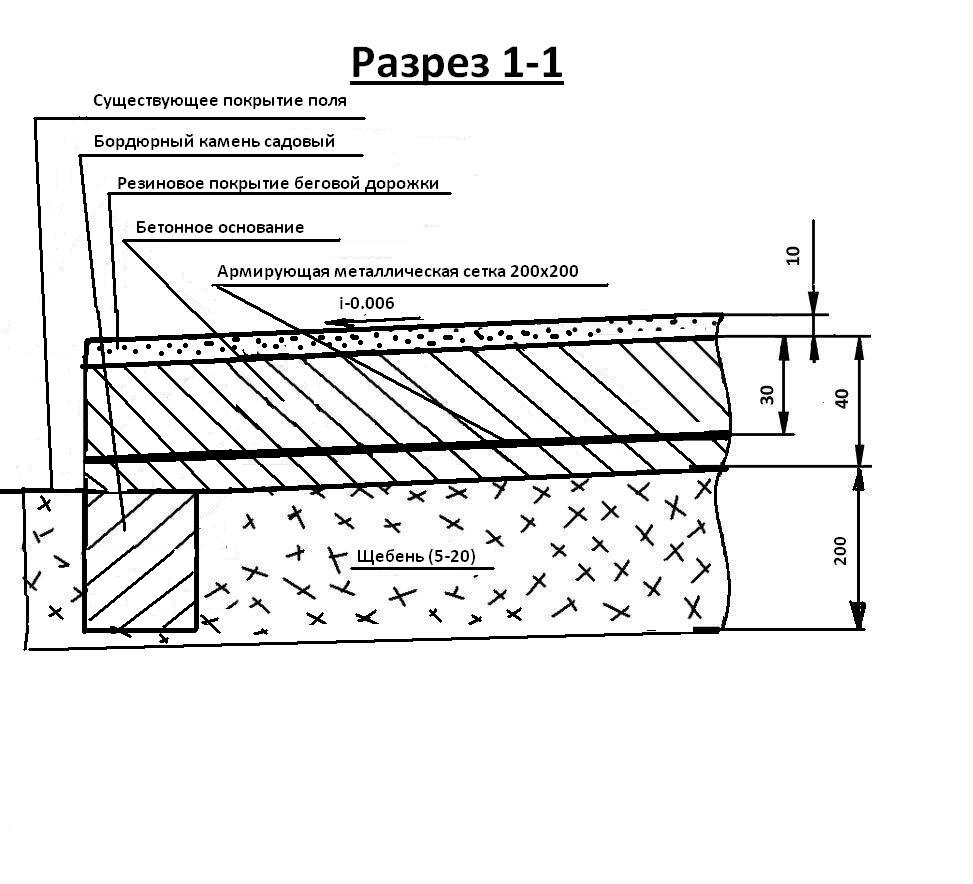 Разрез 1-1
Существующее покрытие поля
Бордюрный камень садовый
Резиновое покрытие беговой дорожки
Бетонное основание
Армирующая металлическая сетка 200х200
i-0.006
10
30
40
Щебень (5-20)
200